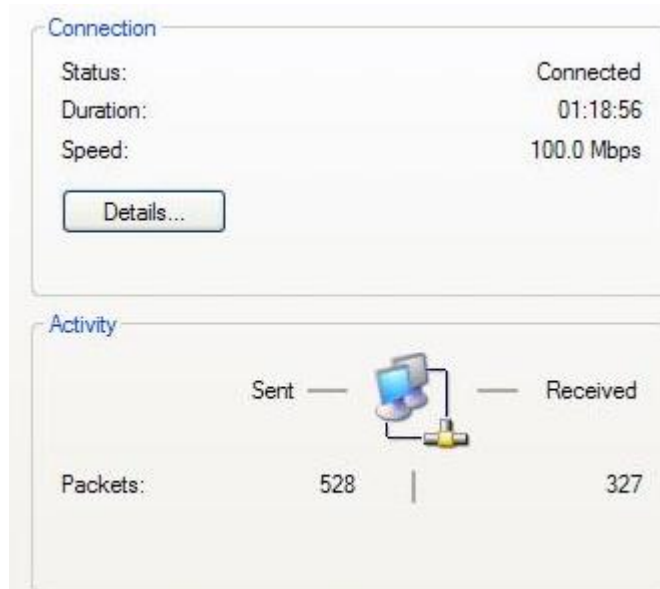 Connection
Status: Connected
Duration: 01:18:56
Speed: 100.0 Mbps
Details...
Activity
Sent Received
Packets: 528 327